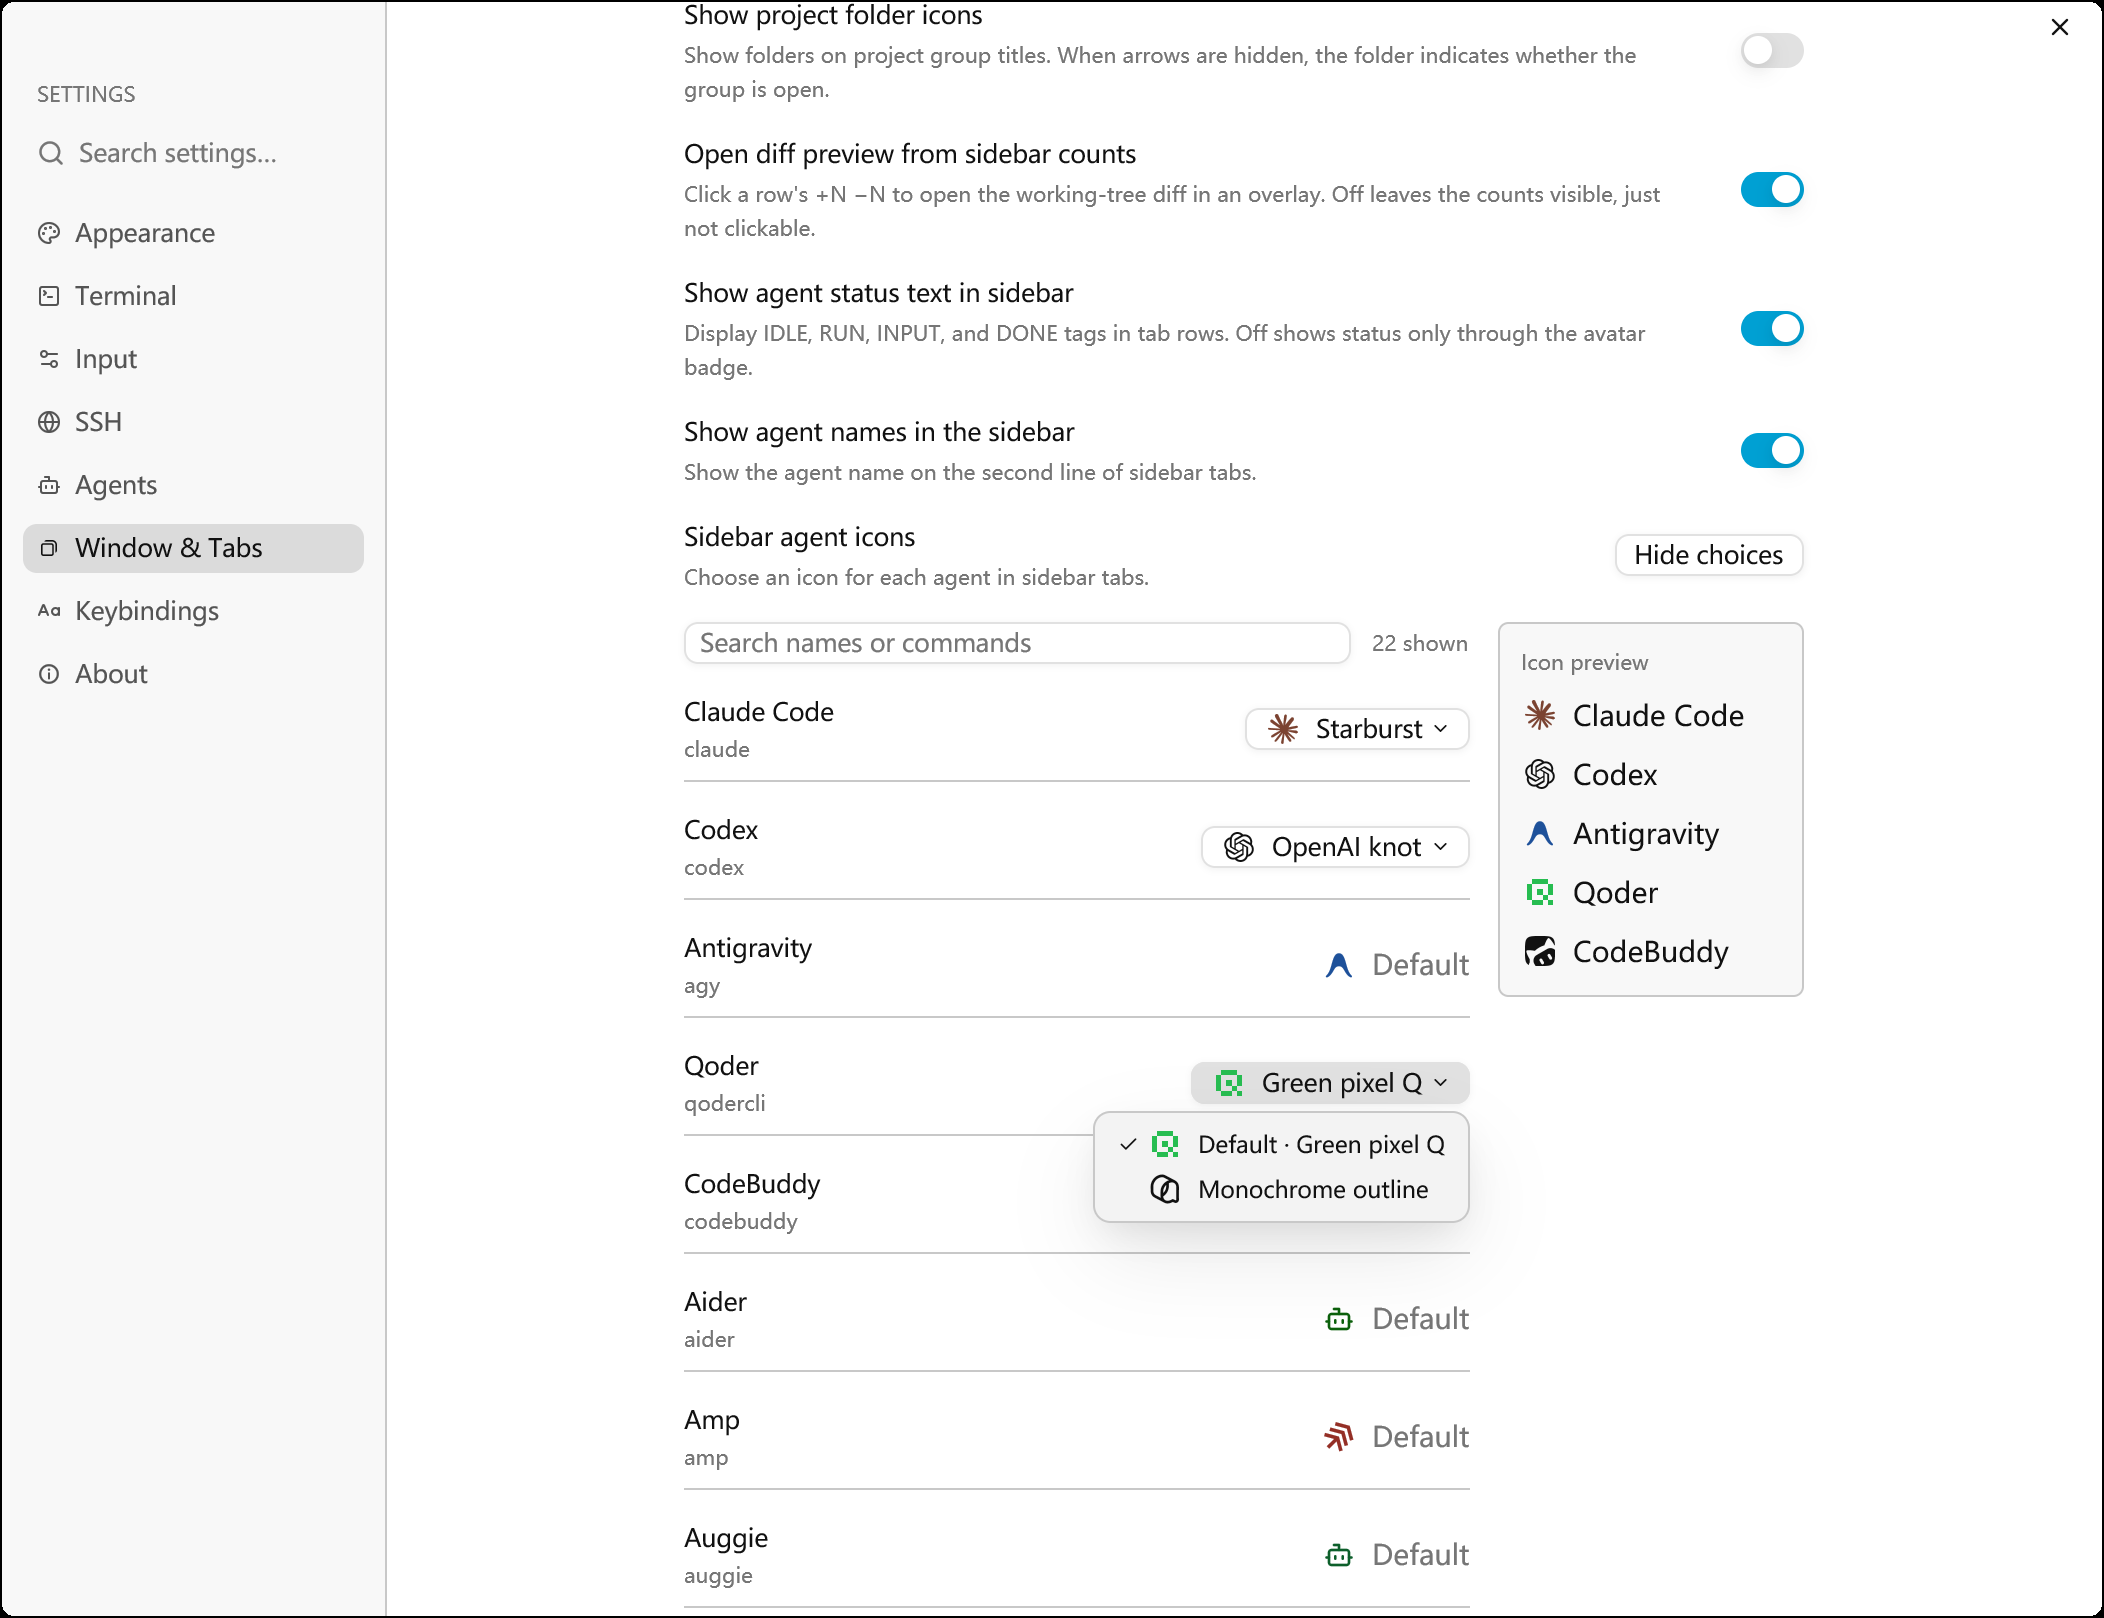 SETTINGS
Search settings...
Appearance
Terminal
Input
SSH
Agents
Window & Tabs
Aa Keybindings
About
Show project folder icons
Show folders on project group titles. When arrows are hidden, the folder indicates whether the
group is open.
Open diff preview from sidebar counts
Click a row's +N −N to open the working-tree diff in an overlay. Off leaves the counts visible, just
not clickable.
Show agent status text in sidebar
Display IDLE, RUN, INPUT, and DONE tags in tab rows. Off shows status only through the avatar
badge.
Show agent names in the sidebar
Show the agent name on the second line of sidebar tabs.
Sidebar agent icons
Choose an icon for each agent in sidebar tabs.
Hide choices
Search names or commands
22 shown
Claude Code
claude
Starburst
Codex
codex
OpenAI knot
Antigravity
agy
Default
Qoder
qodercli
Green pixel Q
Default · Green pixel Q
Monochrome outline
CodeBuddy
codebuddy
Aider
aider
Default
Amp
amp
Default
Auggie
auggie
Default
Icon preview
Claude Code
Codex
Antigravity
Qoder
CodeBuddy